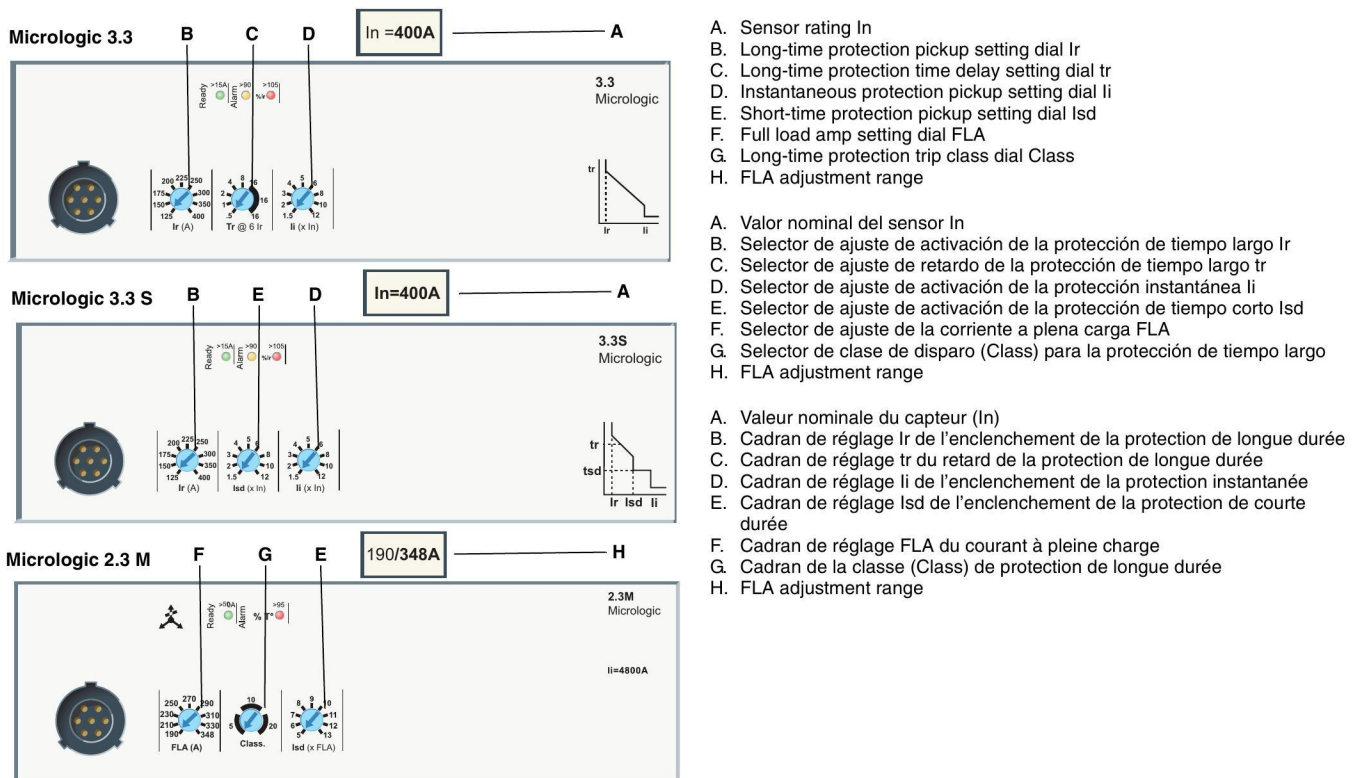 Micrologic 3.3
B
C
D
In =400A
A
Ready
>15A
Alarm
>90
>105
%Ir
3.3
Micrologic
125
150
175
200
225
250
300
350
400
Ir (A)
.5
1
2
4
8
16
16
16
Tr @ 6 Ir
1.5
2
3
4
5
6
8
10
12
Ii (x In)
tr
Ir
Ii
Micrologic 3.3 S
B
E
D
In=400A
A
Ready
>15A
Alarm
>90
>105
%Ir
3.3S
Micrologic
125
150
175
200
225
250
300
350
400
Ir (A)
1.5
2
3
4
5
6
8
10
12
Isd (x In)
1.5
2
3
4
5
6
8
10
12
Ii (x In)
tr
tsd
Ir Isd Ii
Micrologic 2.3 M
F
G
E
190/348A
H
Ready
>50A
Alarm
>95
% T°
2.3M
Micrologic
Ii=4800A
190
210
230
250
270
290
310
330
348
FLA (A)
5
10
20
Class.
5
6
7
8
9
10
11
12
13
Isd (x FLA)
A. Sensor rating In
B. Long-time protection pickup setting dial Ir
C. Long-time protection time delay setting dial tr
D. Instantaneous protection pickup setting dial Ii
E. Short-time protection pickup setting dial Isd
F. Full load amp setting dial FLA
G. Long-time protection trip class dial Class
H. FLA adjustment range
A. Valor nominal del sensor In
B. Selector de ajuste de activación de la protección de tiempo largo Ir
C. Selector de ajuste de retardo de la protección de tiempo largo tr
D. Selector de ajuste de activación de la protección instantánea Ii
E. Selector de ajuste de activación de la protección de tiempo corto Isd
F. Selector de ajuste de la corriente a plena carga FLA
G. Selector de clase de disparo (Class) para la protección de tiempo largo
H. FLA adjustment range
A. Valeur nominale du capteur (In)
B. Cadran de réglage Ir de l’enclenchement de la protection de longue durée
C. Cadran de réglage tr du retard de la protection de longue durée
D. Cadran de réglage Ii de l’enclenchement de la protection instantanée
E. Cadran de réglage Isd de l’enclenchement de la protection de courte
durée
F. Cadran de réglage FLA du courant à pleine charge
G. Cadran de la classe (Class) de protection de longue durée
H. FLA adjustment range